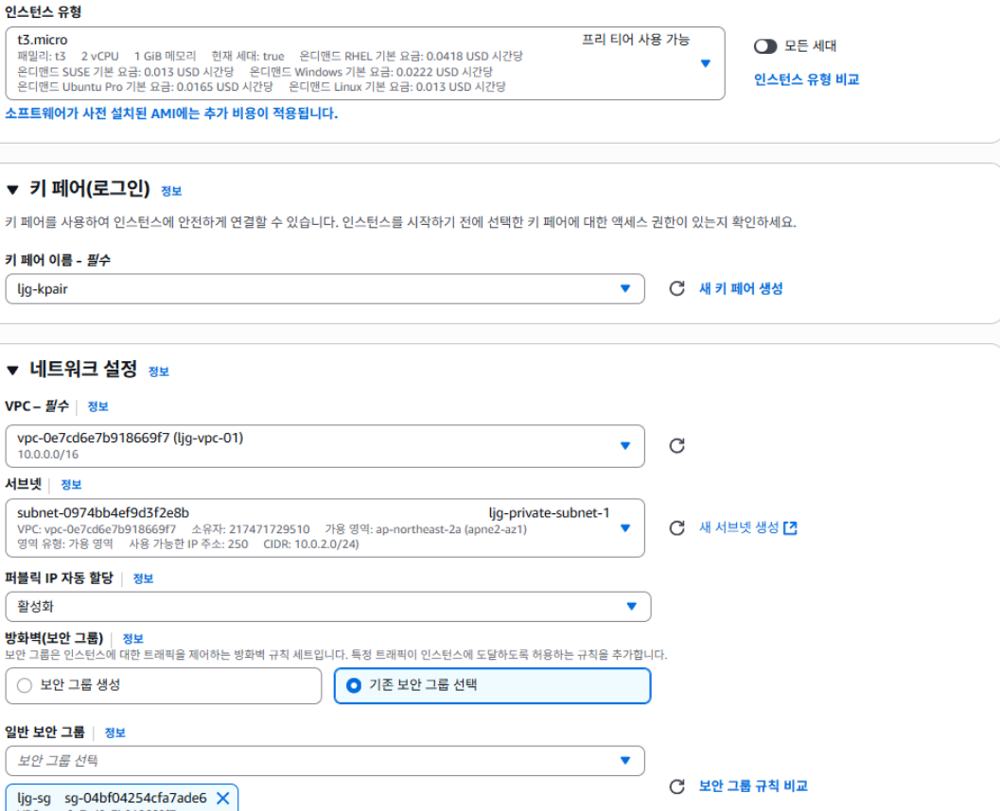 인스턴스 유형
t3.micro 프리 티어 사용 가능
패밀리: t3 2 vCPU 1 GiB 메모리 현재 세대: true 온디맨드 RHEL 기본 요금: 0.0418 USD 시간당
온디맨드 SUSE 기본 요금: 0.013 USD 시간당 온디맨드 Windows 기본 요금: 0.0222 USD 시간당
온디맨드 Ubuntu Pro 기본 요금: 0.0165 USD 시간당 온디맨드 Linux 기본 요금: 0.013 USD 시간당
모든 세대
인스턴스 유형 비교
소프트웨어가 사전 설치된 AMI에는 추가 비용이 적용됩니다.
▼ 키 페어(로그인) 정보
키 페어를 사용하여 인스턴스에 안전하게 연결할 수 있습니다. 인스턴스를 시작하기 전에 선택한 키 페어에 대한 액세스 권한이 있는지 확인하세요.
키 페어 이름 - 필수
ljg-kpair
새 키 페어 생성
▼ 네트워크 설정 정보
VPC – 필수 정보
vpc-0e7cd6e7b918669f7 (ljg-vpc-01)
10.0.0.0/16
서브넷 정보
subnet-0974bb4ef9d3f2e8b ljg-private-subnet-1
VPC: vpc-0e7cd6e7b918669f7 소유자: 217471729510 가용 영역: ap-northeast-2a (apne2-az1)
영역 유형: 가용 영역 사용 가능한 IP 주소: 250 CIDR: 10.0.2.0/24)
새 서브넷 생성
퍼블릭 IP 자동 할당 정보
활성화
방화벽(보안 그룹) 정보
보안 그룹은 인스턴스에 대한 트래픽을 제어하는 방화벽 규칙 세트입니다. 특정 트래픽이 인스턴스에 도달하도록 허용하는 규칙을 추가합니다.
보안 그룹 생성
기존 보안 그룹 선택
일반 보안 그룹 정보
보안 그룹 선택
보안 그룹 규칙 비교
ljg-sg sg-04bf04254cfa7ade6